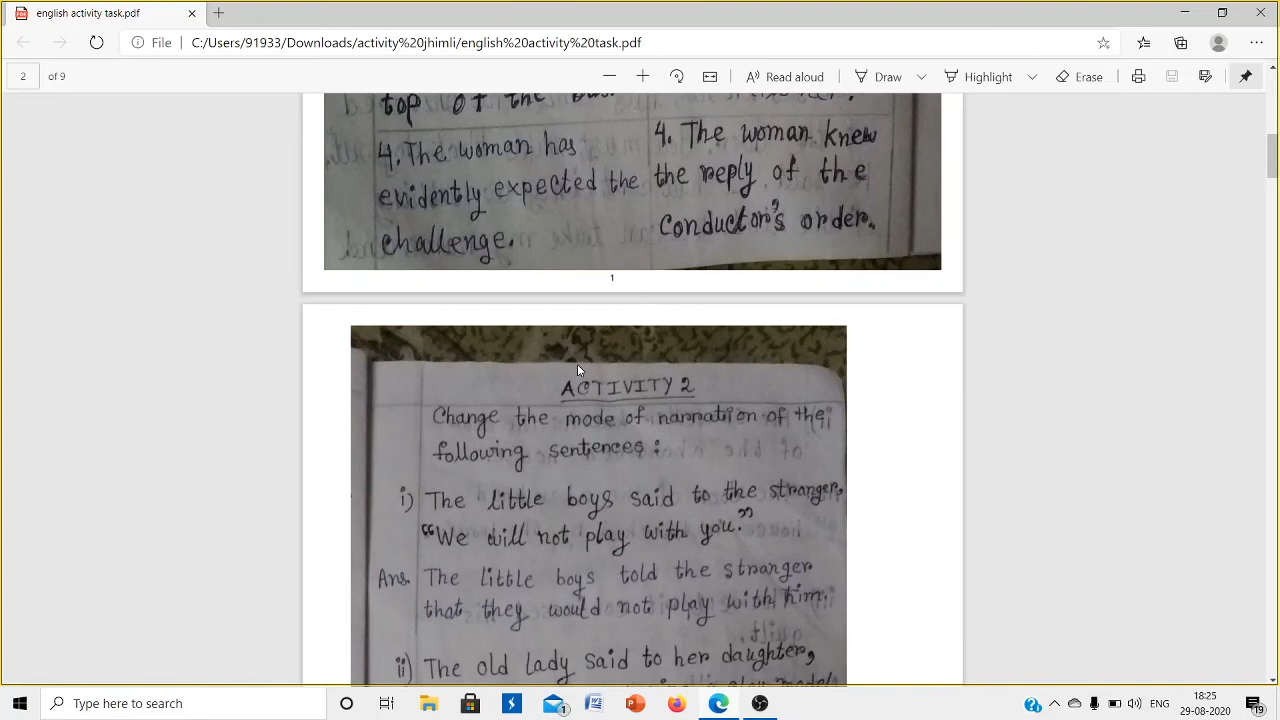 english activity task.pdf
File
C:/Users/91933/Downloads/activity%20jhimli/english%20activity%20task.pdf
2 of 9
Read aloud
Draw
Highlight
Erase
top of the bus.
4. The woman has
evidently expected the
challenge.
4. The woman knew
the reply of the
conductor's order.
1
ACTIVITY 2
Change the mode of narration of the
following sentences:
i) The little boys said to the stranger,
"We will not play with you."
Ans. The little boys told the stranger
that they would not play with him.
ii) The old lady said to her daughter,
Type here to search
ENG
18:25
29-08-2020
19